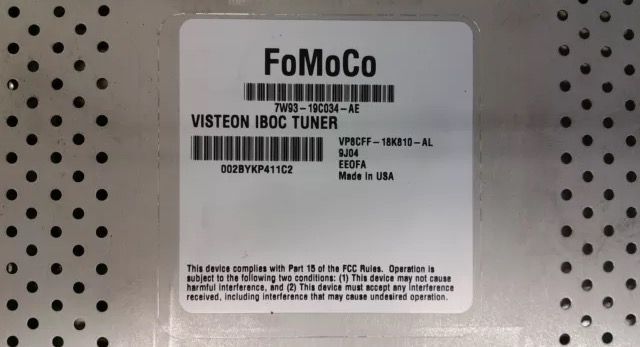 FoMoCo
7W93-19C034-AE
VISTEON IBOC TUNER
VP8CFF-18K810-AL
9J04
EEOFA
Made In USA
002BYKP411C2
This device complies with Part 15 of the FCC Rules. Operation is
subject to the following two conditions: (1) This device may not cause
harmful interference, and (2) This device must accept any interference
received, including interference that may cause undesired operation.